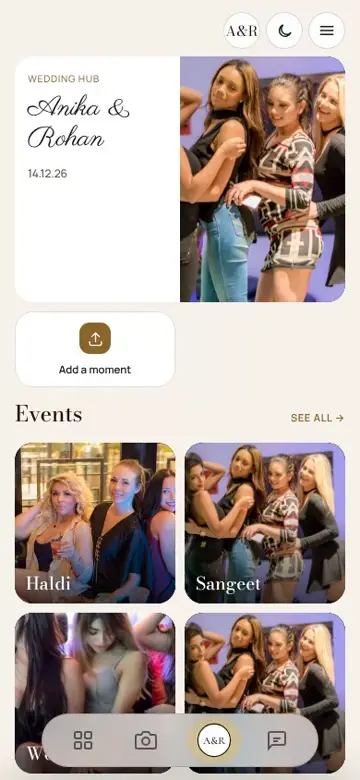 A&R
WEDDING HUB
Anika &
Rohan
14.12.26
Add a moment
Events
SEE ALL →
Haldi
Sangeet
A&R